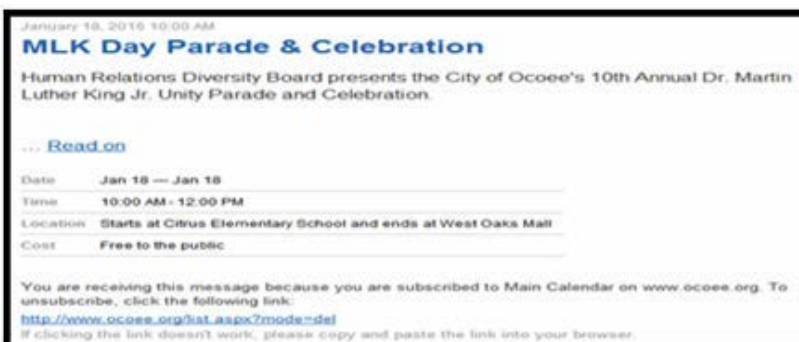 January 18, 2016 10:00 AM
MLK Day Parade & Celebration
Human Relations Diversity Board presents the City of Ocoee's 10th Annual Dr. Martin
Luther King Jr. Unity Parade and Celebration.
... Read on
Date Jan 18 — Jan 18
Time 10:00 AM - 12:00 PM
Location Starts at Citrus Elementary School and ends at West Oaks Mall
Cost Free to the public
You are receiving this message because you are subscribed to Main Calendar on www.ocoee.org. To
unsubscribe, click the following link:
http://www.ocoee.org/list.aspx?mode=del
If clicking the link doesn't work, please copy and paste the link into your browser.